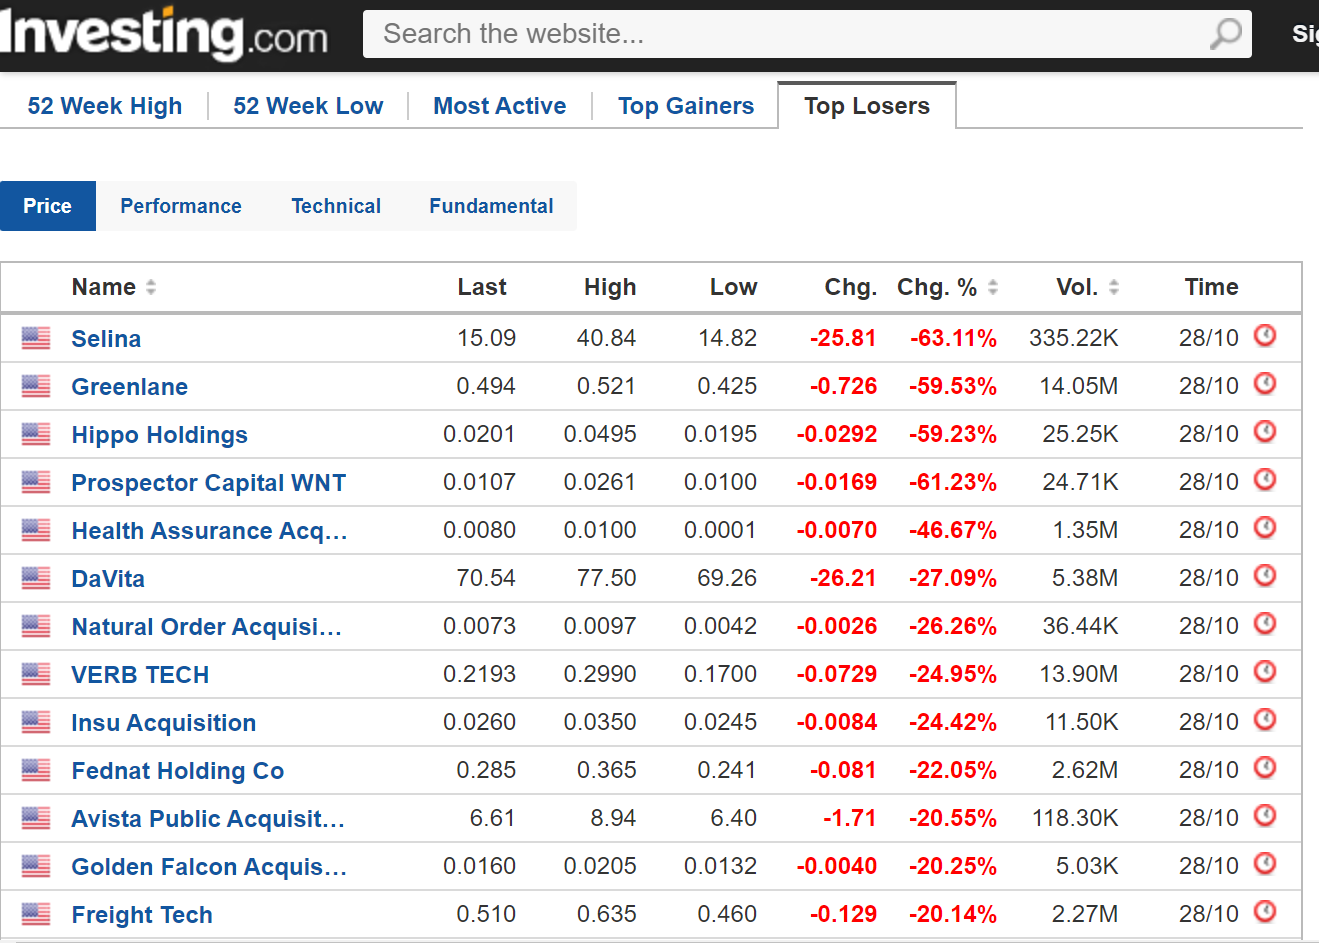 Investing.com Search the website... Sig
52 Week High 52 Week Low Most Active Top Gainers Top Losers
Price Performance Technical Fundamental
Name Last High Low Chg. Chg. % Vol. Time
Selina 15.09 40.84 14.82 -25.81 -63.11% 335.22K 28/10
Greenlane 0.494 0.521 0.425 -0.726 -59.53% 14.05M 28/10
Hippo Holdings 0.0201 0.0495 0.0195 -0.0292 -59.23% 25.25K 28/10
Prospector Capital WNT 0.0107 0.0261 0.0100 -0.0169 -61.23% 24.71K 28/10
Health Assurance Acq... 0.0080 0.0100 0.0001 -0.0070 -46.67% 1.35M 28/10
DaVita 70.54 77.50 69.26 -26.21 -27.09% 5.38M 28/10
Natural Order Acquisi... 0.0073 0.0097 0.0042 -0.0026 -26.26% 36.44K 28/10
VERB TECH 0.2193 0.2990 0.1700 -0.0729 -24.95% 13.90M 28/10
Insu Acquisition 0.0260 0.0350 0.0245 -0.0084 -24.42% 11.50K 28/10
Fednat Holding Co 0.285 0.365 0.241 -0.081 -22.05% 2.62M 28/10
Avista Public Acquisit... 6.61 8.94 6.40 -1.71 -20.55% 118.30K 28/10
Golden Falcon Acquis... 0.0160 0.0205 0.0132 -0.0040 -20.25% 5.03K 28/10
Freight Tech 0.510 0.635 0.460 -0.129 -20.14% 2.27M 28/10